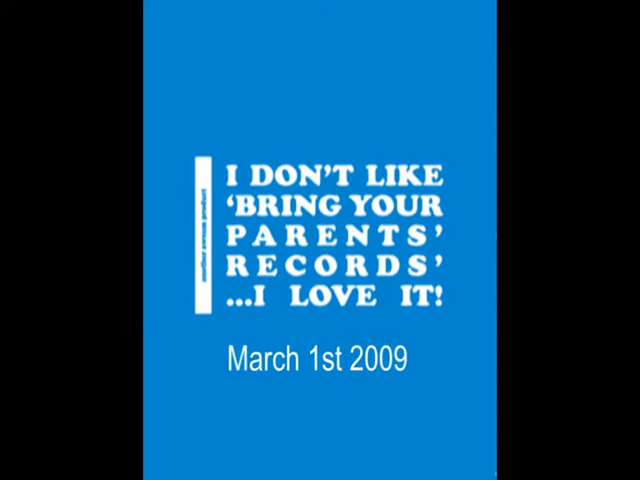 I DON'T LIKE
'BRING YOUR
PARENTS'
RECORDS'
...I LOVE IT!
March 1st 2009